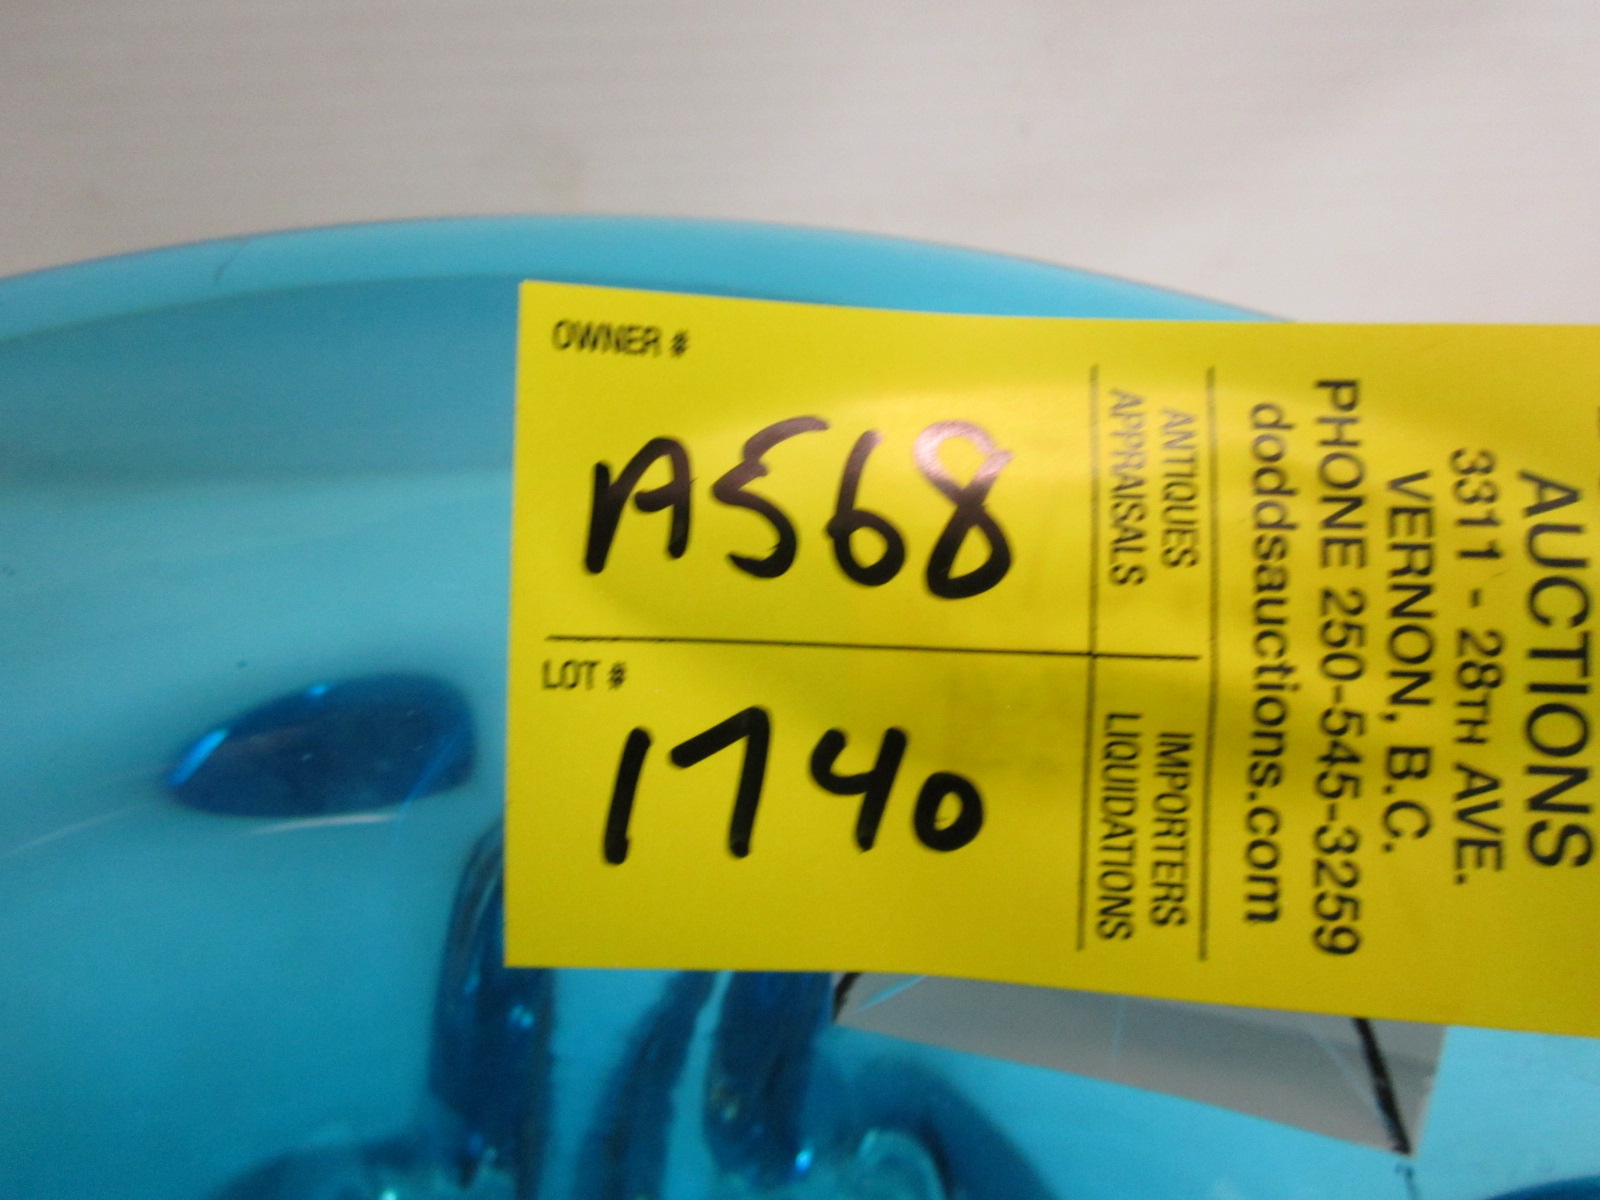 OWNER #
A568
LOT #
1740
AUCTIONS
3311 - 28TH AVE.
VERNON, B.C.
PHONE 250-545-3259
doddsauctions.com
ANTIQUES
APPRAISALS
IMPORTERS
LIQUIDATIONS